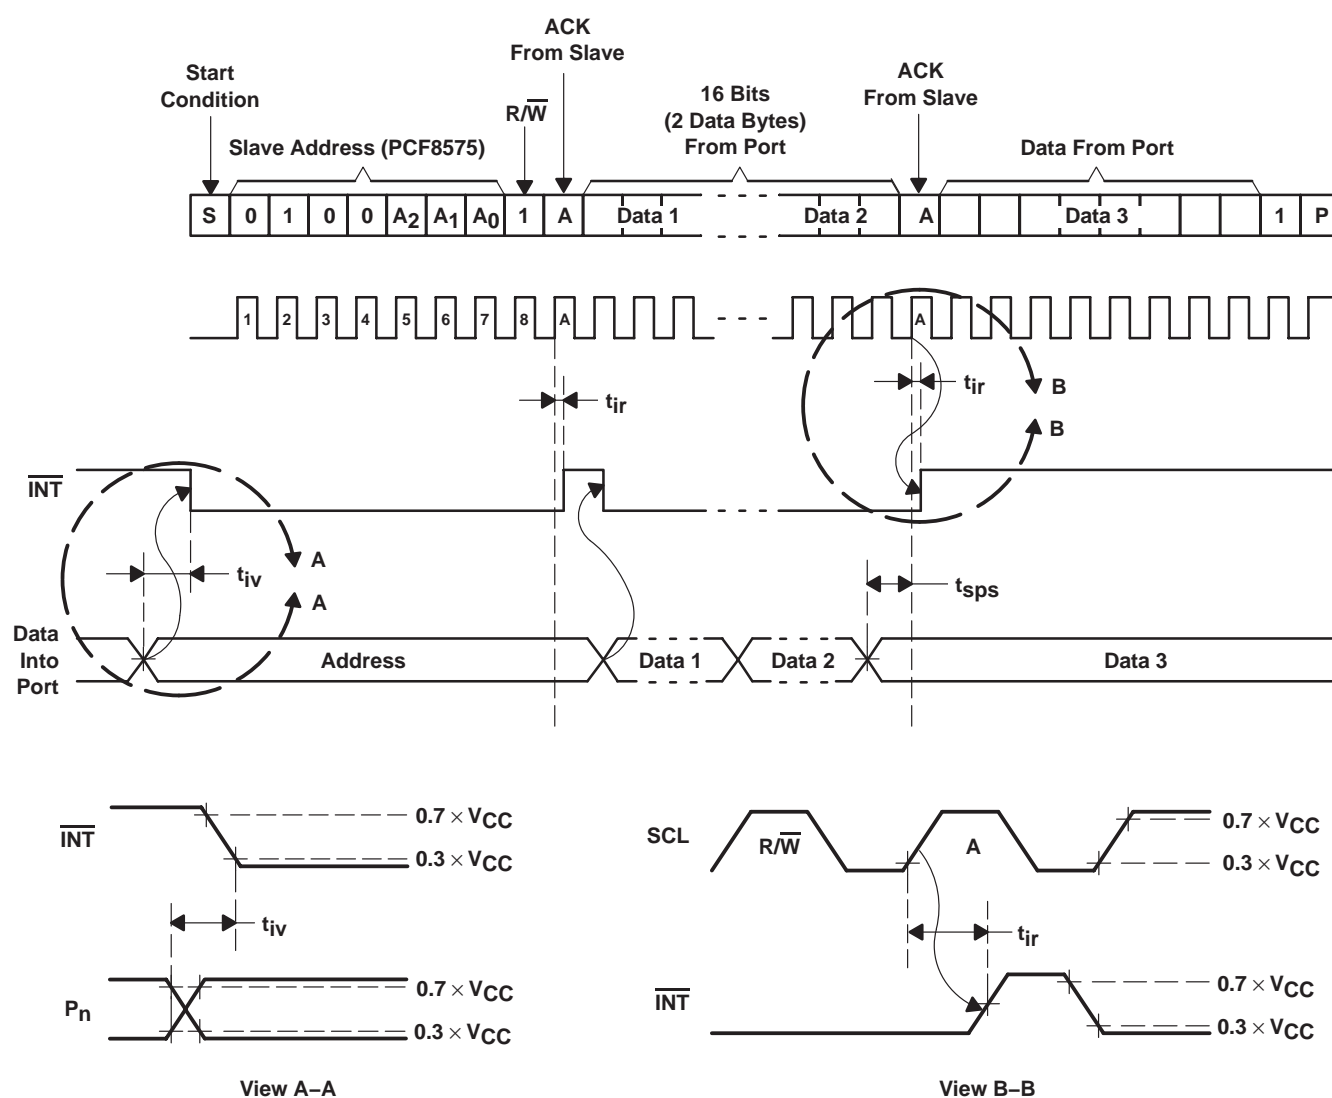 ACK
From Slave
Start
Condition
R/W̅
16 Bits
(2 Data Bytes)
From Port
ACK
From Slave
Slave Address (PCF8575)
Data From Port
S 0 1 0 0 A2 A1 A0 1 A Data 1 Data 2 A Data 3 1 P
1 2 3 4 5 6 7 8 A A
tir
tir
B
B
I̅N̅T̅
A
tiv
A
tsps
Data
Into
Port
Address Data 1 Data 2 Data 3
I̅N̅T̅
0.7 × VCC
0.3 × VCC
tiv
Pn
0.7 × VCC
0.3 × VCC
View A–A
SCL
R/W̅
A
0.7 × VCC
0.3 × VCC
tir
I̅N̅T̅
0.7 × VCC
0.3 × VCC
View B–B